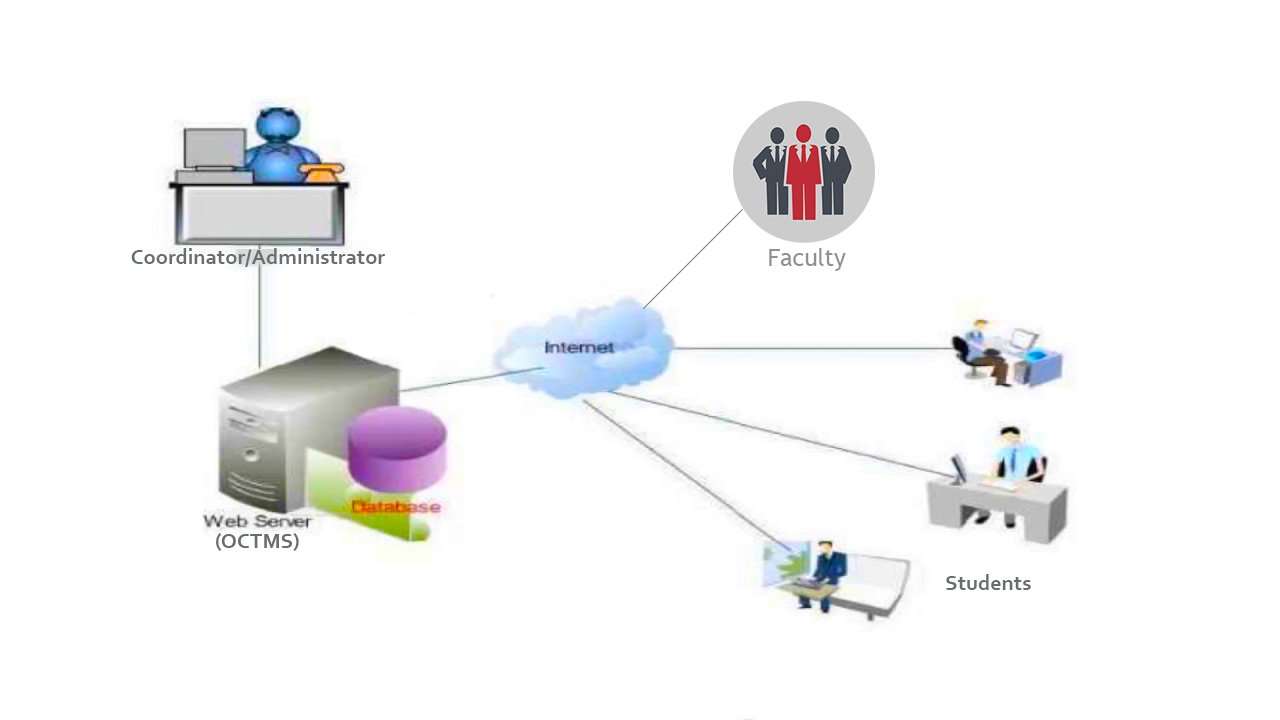 Coordinator/Administrator
Faculty
Internet
Database
Web Server
(OCTMS)
Students